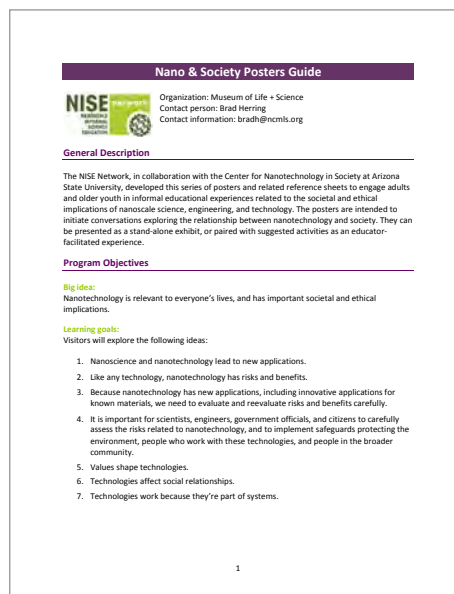 Nano & Society Posters Guide
NISE network
NANOSCALE
INFORMAL
SCIENCE
EDUCATION
Organization: Museum of Life + Science
Contact person: Brad Herring
Contact information: bradh@ncmls.org
General Description
The NISE Network, in collaboration with the Center for Nanotechnology in Society at Arizona
State University, developed this series of posters and related reference sheets to engage adults
and older youth in informal educational experiences related to the societal and ethical
implications of nanoscale science, engineering, and technology. The posters are intended to
initiate conversations exploring the relationship between nanotechnology and society. They can
be presented as a stand-alone exhibit, or paired with suggested activities as an educator-
facilitated experience.
Program Objectives
Big idea:
Nanotechnology is relevant to everyone's lives, and has important societal and ethical
implications.
Learning goals:
Visitors will explore the following ideas:
1. Nanoscience and nanotechnology lead to new applications.
2. Like any technology, nanotechnology has risks and benefits.
3. Because nanotechnology has new applications, including innovative applications for
known materials, we need to evaluate and reevaluate risks and benefits carefully.
4. It is important for scientists, engineers, government officials, and citizens to carefully
assess the risks related to nanotechnology, and to implement safeguards protecting the
environment, people who work with these technologies, and people in the broader
community.
5. Values shape technologies.
6. Technologies affect social relationships.
7. Technologies work because they're part of systems.
1